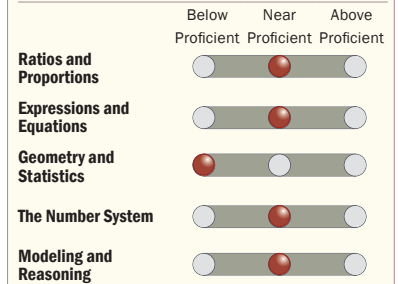 Below Near Above
Proficient Proficient Proficient
Ratios and
Proportions
Expressions and
Equations
Geometry and
Statistics
The Number System
Modeling and
Reasoning